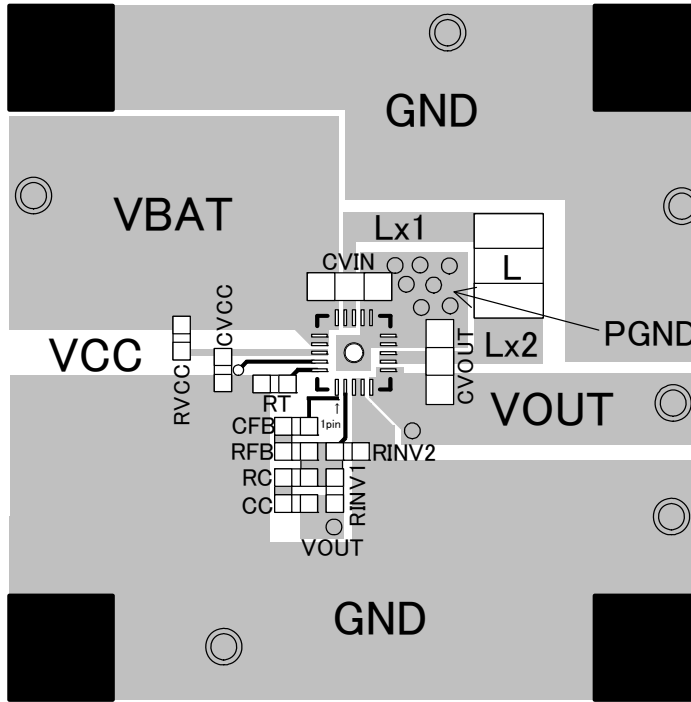 GND
VBAT
Lx1
CVIN
L
CVCC
PGND
VCC
Lx2
CVOUT
RVCC
RT
VOUT
1pin
CFB
RFB
RINV2
RC
RINV1
CC
VOUT
GND